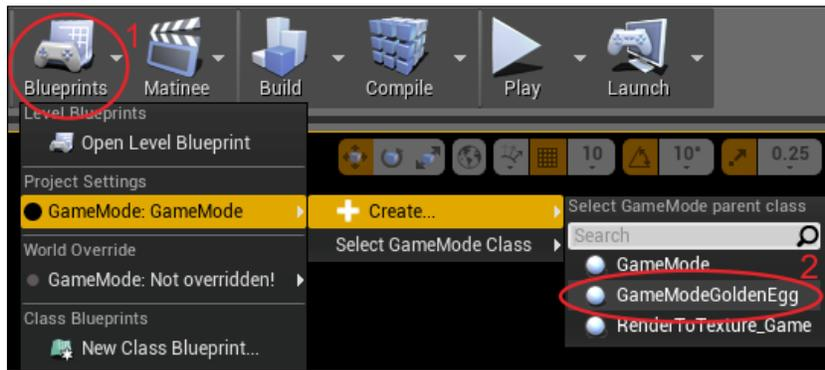 1
Blueprints Matinee Build Compile Play Launch
Level Blueprints
Open Level Blueprint
10 10° 0.25
Project Settings
GameMode: GameMode
Create...
Select GameMode parent class
Search
World Override
Select GameMode Class
GameMode: Not overridden!
GameMode
2
GameModeGoldenEgg
Class Blueprints
RenderToTexture_Game
New Class Blueprint...